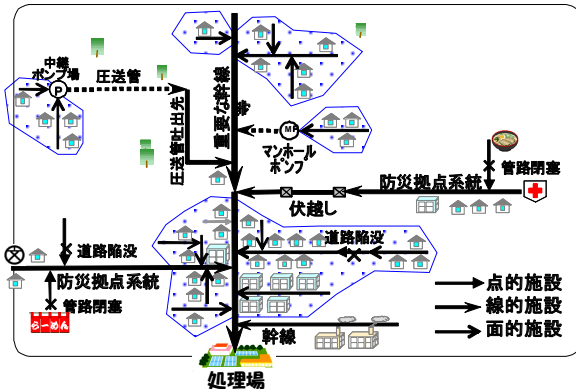 中継
ポンプ場
P
圧送管
圧送管吐出先
重要な幹線
等
MP
マンホール
ポンプ
防災拠点系統
管路閉塞
伏越し
道路陥没
道路陥没
防災拠点系統
管路閉塞
らーめん
幹線
処理場
点的施設
線的施設
面的施設